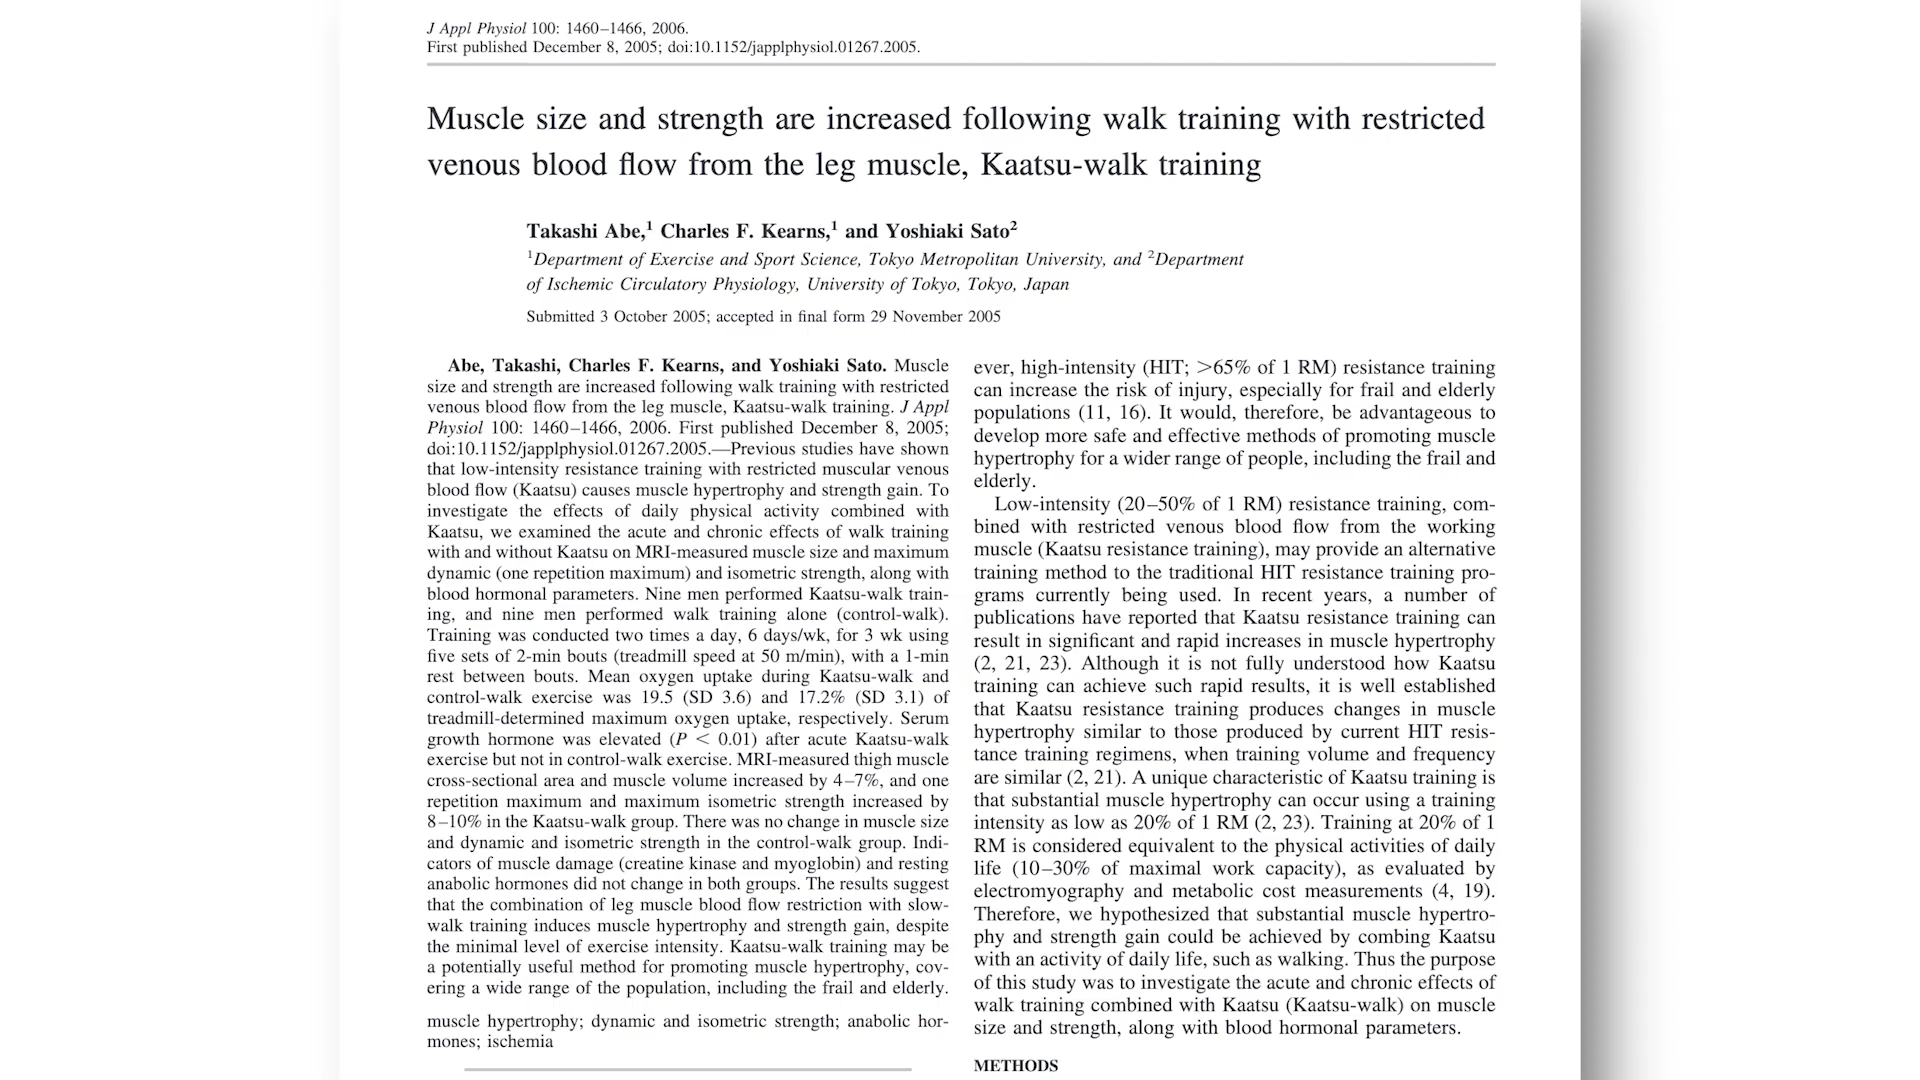 J Appl Physiol 100: 1460–1466, 2006.
First published December 8, 2005; doi:10.1152/japplphysiol.01267.2005.
Muscle size and strength are increased following walk training with restricted
venous blood flow from the leg muscle, Kaatsu-walk training
Takashi Abe,1 Charles F. Kearns,1 and Yoshiaki Sato2
1Department of Exercise and Sport Science, Tokyo Metropolitan University, and 2Department
of Ischemic Circulatory Physiology, University of Tokyo, Tokyo, Japan
Submitted 3 October 2005; accepted in final form 29 November 2005
Abe, Takashi, Charles F. Kearns, and Yoshiaki Sato. Muscle
size and strength are increased following walk training with restricted
venous blood flow from the leg muscle, Kaatsu-walk training. J Appl
Physiol 100: 1460–1466, 2006. First published December 8, 2005;
doi:10.1152/japplphysiol.01267.2005.—Previous studies have shown
that low-intensity resistance training with restricted muscular venous
blood flow (Kaatsu) causes muscle hypertrophy and strength gain. To
investigate the effects of daily physical activity combined with
Kaatsu, we examined the acute and chronic effects of walk training
with and without Kaatsu on MRI-measured muscle size and maximum
dynamic (one repetition maximum) and isometric strength, along with
blood hormonal parameters. Nine men performed Kaatsu-walk train-
ing, and nine men performed walk training alone (control-walk).
Training was conducted two times a day, 6 days/wk, for 3 wk using
five sets of 2-min bouts (treadmill speed at 50 m/min), with a 1-min
rest between bouts. Mean oxygen uptake during Kaatsu-walk and
control-walk exercise was 19.5 (SD 3.6) and 17.2% (SD 3.1) of
treadmill-determined maximum oxygen uptake, respectively. Serum
growth hormone was elevated (P < 0.01) after acute Kaatsu-walk
exercise but not in control-walk exercise. MRI-measured thigh muscle
cross-sectional area and muscle volume increased by 4–7%, and one
repetition maximum and maximum isometric strength increased by
8–10% in the Kaatsu-walk group. There was no change in muscle size
and dynamic and isometric strength in the control-walk group. Indi-
cators of muscle damage (creatine kinase and myoglobin) and resting
anabolic hormones did not change in both groups. The results suggest
that the combination of leg muscle blood flow restriction with slow-
walk training induces muscle hypertrophy and strength gain, despite
the minimal level of exercise intensity. Kaatsu-walk training may be
a potentially useful method for promoting muscle hypertrophy, cov-
ering a wide range of the population, including the frail and elderly.
muscle hypertrophy; dynamic and isometric strength; anabolic hor-
mones; ischemia
ever, high-intensity (HIT; >65% of 1 RM) resistance training
can increase the risk of injury, especially for frail and elderly
populations (11, 16). It would, therefore, be advantageous to
develop more safe and effective methods of promoting muscle
hypertrophy for a wider range of people, including the frail and
elderly.
Low-intensity (20–50% of 1 RM) resistance training, com-
bined with restricted venous blood flow from the working
muscle (Kaatsu resistance training), may provide an alternative
training method to the traditional HIT resistance training pro-
grams currently being used. In recent years, a number of
publications have reported that Kaatsu resistance training can
result in significant and rapid increases in muscle hypertrophy
(2, 21, 23). Although it is not fully understood how Kaatsu
training can achieve such rapid results, it is well established
that Kaatsu resistance training produces changes in muscle
hypertrophy similar to those produced by current HIT resis-
tance training regimens, when training volume and frequency
are similar (2, 21). A unique characteristic of Kaatsu training is
that substantial muscle hypertrophy can occur using a training
intensity as low as 20% of 1 RM (2, 23). Training at 20% of 1
RM is considered equivalent to the physical activities of daily
life (10–30% of maximal work capacity), as evaluated by
electromyography and metabolic cost measurements (4, 19).
Therefore, we hypothesized that substantial muscle hypertro-
phy and strength gain could be achieved by combing Kaatsu
with an activity of daily life, such as walking. Thus the purpose
of this study was to investigate the acute and chronic effects of
walk training combined with Kaatsu (Kaatsu-walk) on muscle
size and strength, along with blood hormonal parameters.
METHODS